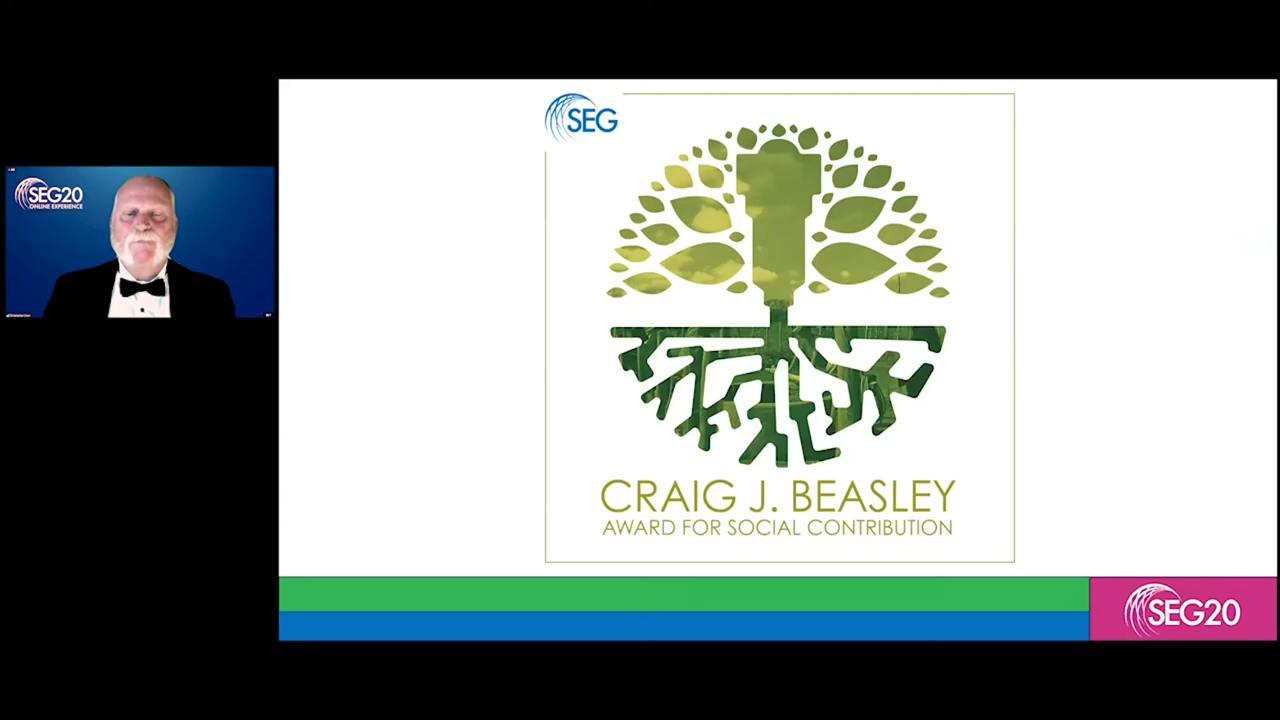 SEG20
ONLINE EXPERIENCE
SEG
CRAIG J. BEASLEY
AWARD FOR SOCIAL CONTRIBUTION
SEG20